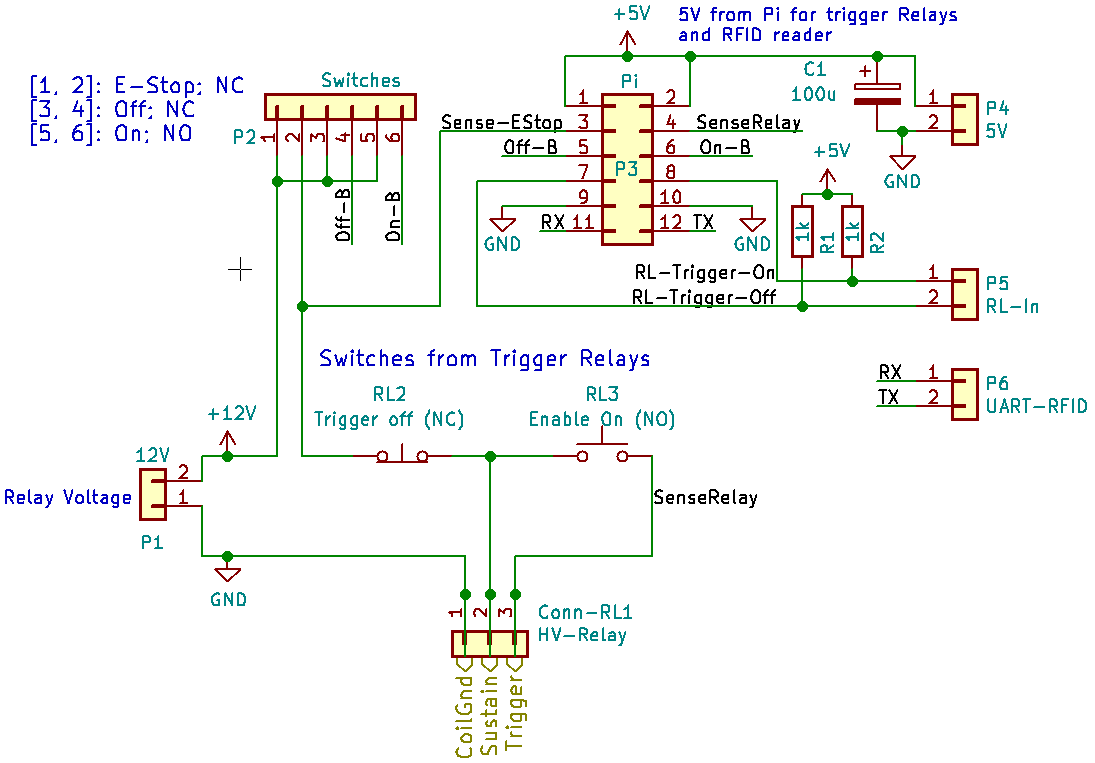 +5V
5V from Pi for trigger Relays
and RFID reader
[1, 2]: E-Stop; NC
[3, 4]: Off; NC
[5, 6]: On; NO
Switches
P2
1
2
3
4
5
6
Off-B
On-B
Pi
P3
1
2
3
4
5
6
7
8
9
10
11
12
Sense-EStop
SenseRelay
Off-B
On-B
GND
RX
TX
GND
C1
100u
+
GND
1
2
P4
5V
+5V
1k
R1
1k
R2
RL-Trigger-On
RL-Trigger-Off
1
2
P5
RL-In
RX
TX
1
2
P6
UART-RFID
Switches from Trigger Relays
RL2
Trigger off (NC)
RL3
Enable On (NO)
+12V
12V
2
1
Relay Voltage
P1
GND
SenseRelay
1
2
3
Conn-RL1
HV-Relay
CoilGnd
Sustain
Trigger